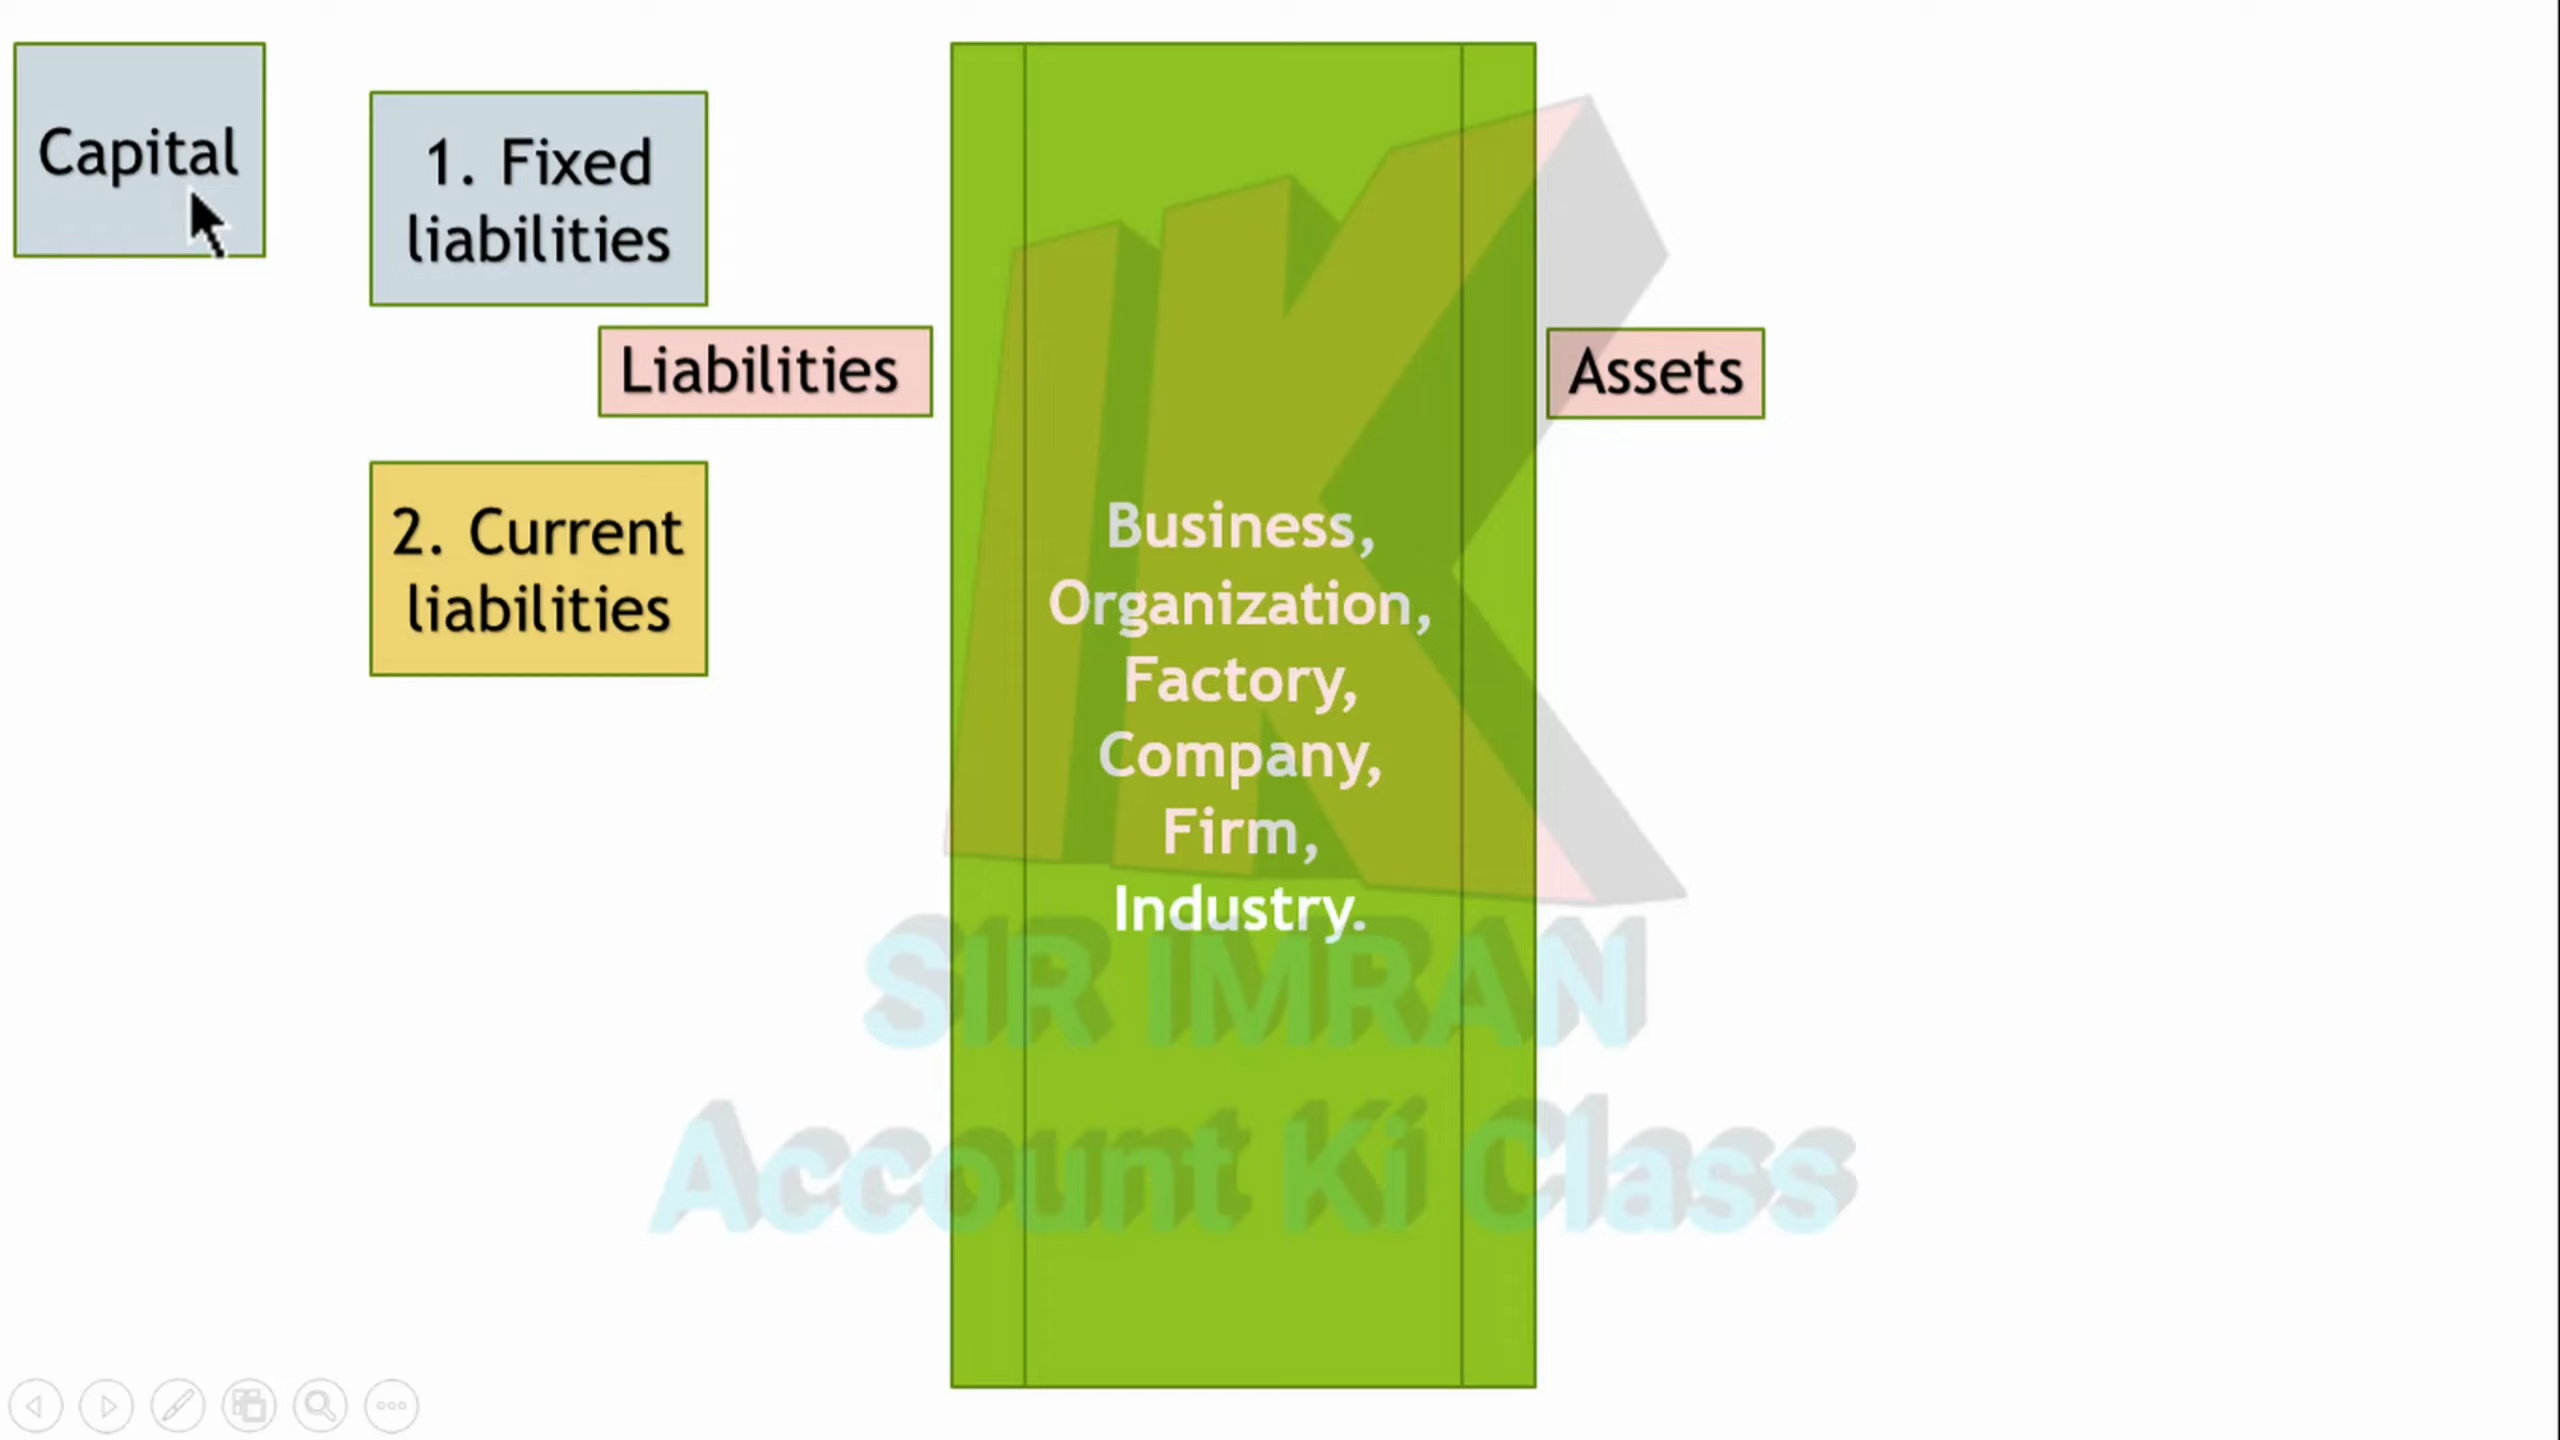 Capital
1. Fixed
liabilities
Liabilities
Assets
2. Current
liabilities
Business,
Organization,
Factory,
Company,
Firm,
Industry.
IK
SIR IMRAN
Account Ki Class